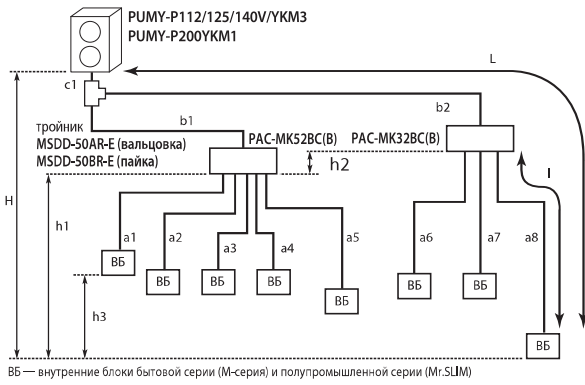 PUMY-P112/125/140V/YKM3
PUMY-P200YKM1
L
c1
b2
тройник
b1
MSDD-50AR-E (вальцовка)
MSDD-50BR-E (пайка)
PAC-MK52BC(B)
PAC-MK32BC(B)
h2
l
H
h1
a1
a2
a3
a4
a5
a6
a7
a8
ВБ
ВБ
ВБ
ВБ
ВБ
ВБ
ВБ
h3
ВБ
ВБ — внутренние блоки бытовой серии (М-серия) и полупромышленной серии (Mr.SLIM)